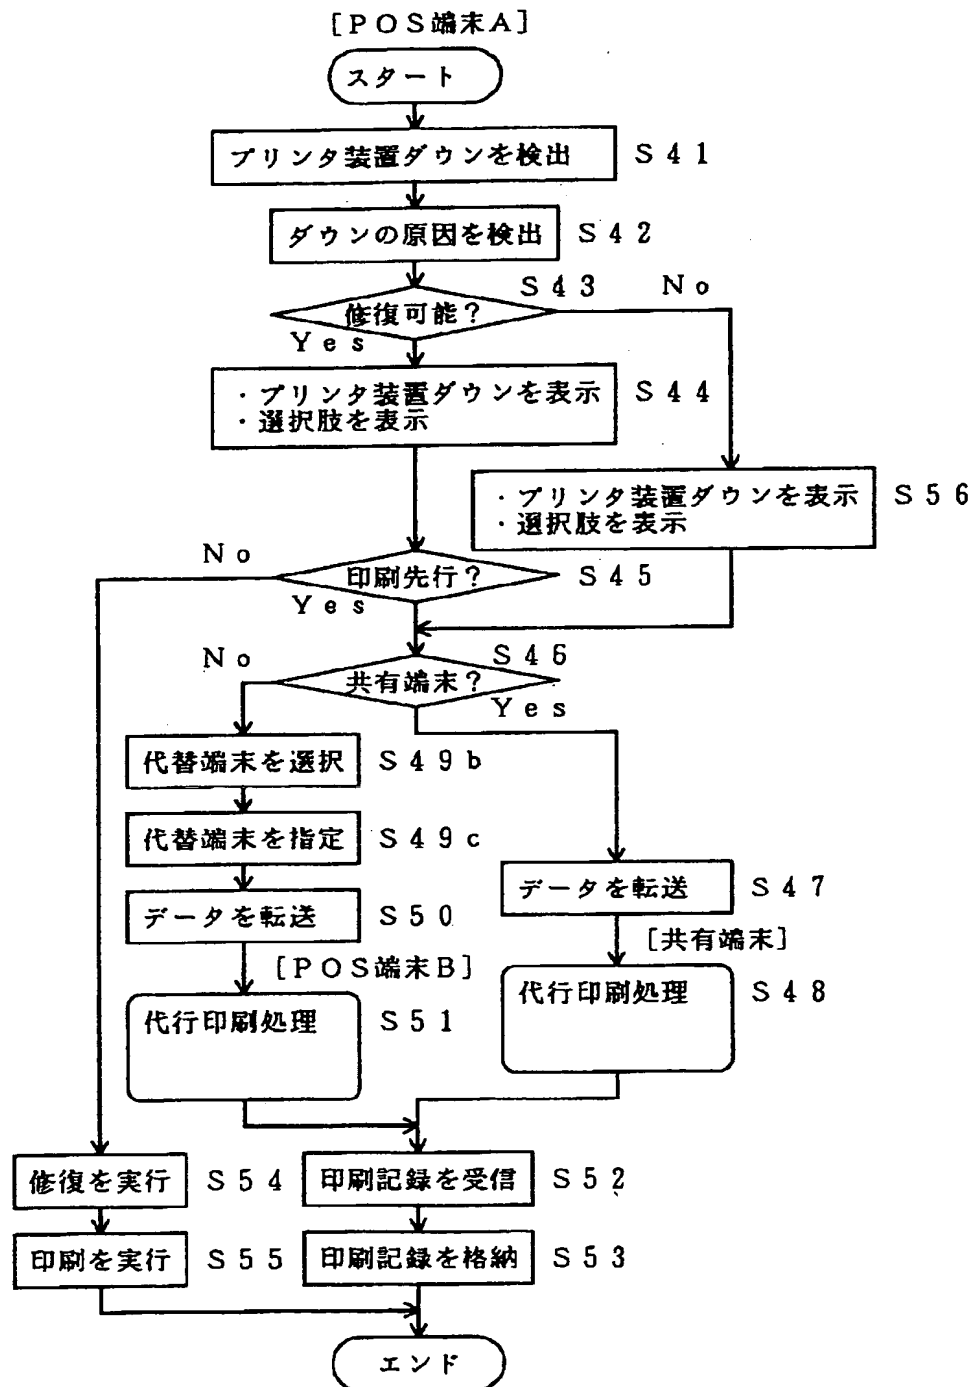 [POS端末A]
スタート
プリンタ装置ダウンを検出 S41
ダウンの原因を検出 S42
S43 No
修復可能?
Yes
・プリンタ装置ダウンを表示 S44
・選択肢を表示
・プリンタ装置ダウンを表示 S56
・選択肢を表示
No
印刷先行? S45
Yes
No S46
共有端末?
Yes
代替端末を選択 S49b
代替端末を指定 S49c
データを転送 S47
データを転送 S50
[共有端末]
[POS端末B]
代行印刷処理 S48
代行印刷処理 S51
修復を実行 S54 印刷記録を受信 S52
印刷を実行 S55 印刷記録を格納 S53
エンド